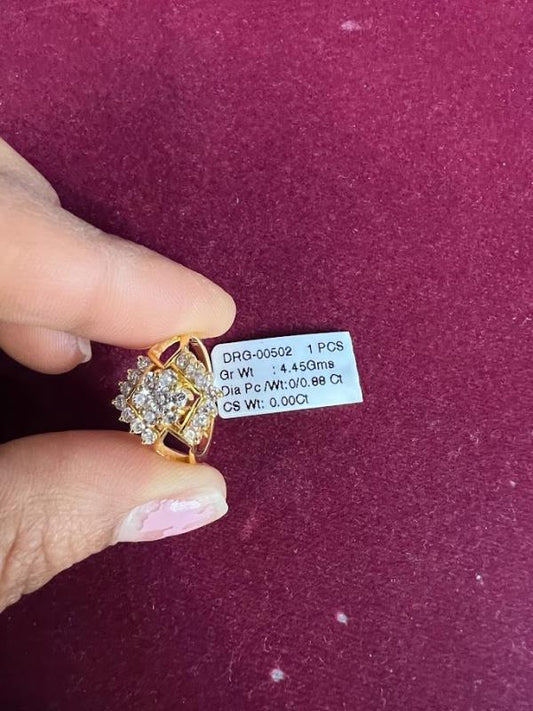 DRG-00502 1 PCS
Gr Wt : 4.45Gms
Dia Pc /Wt:0/0.88 Ct
CS Wt: 0.00Ct